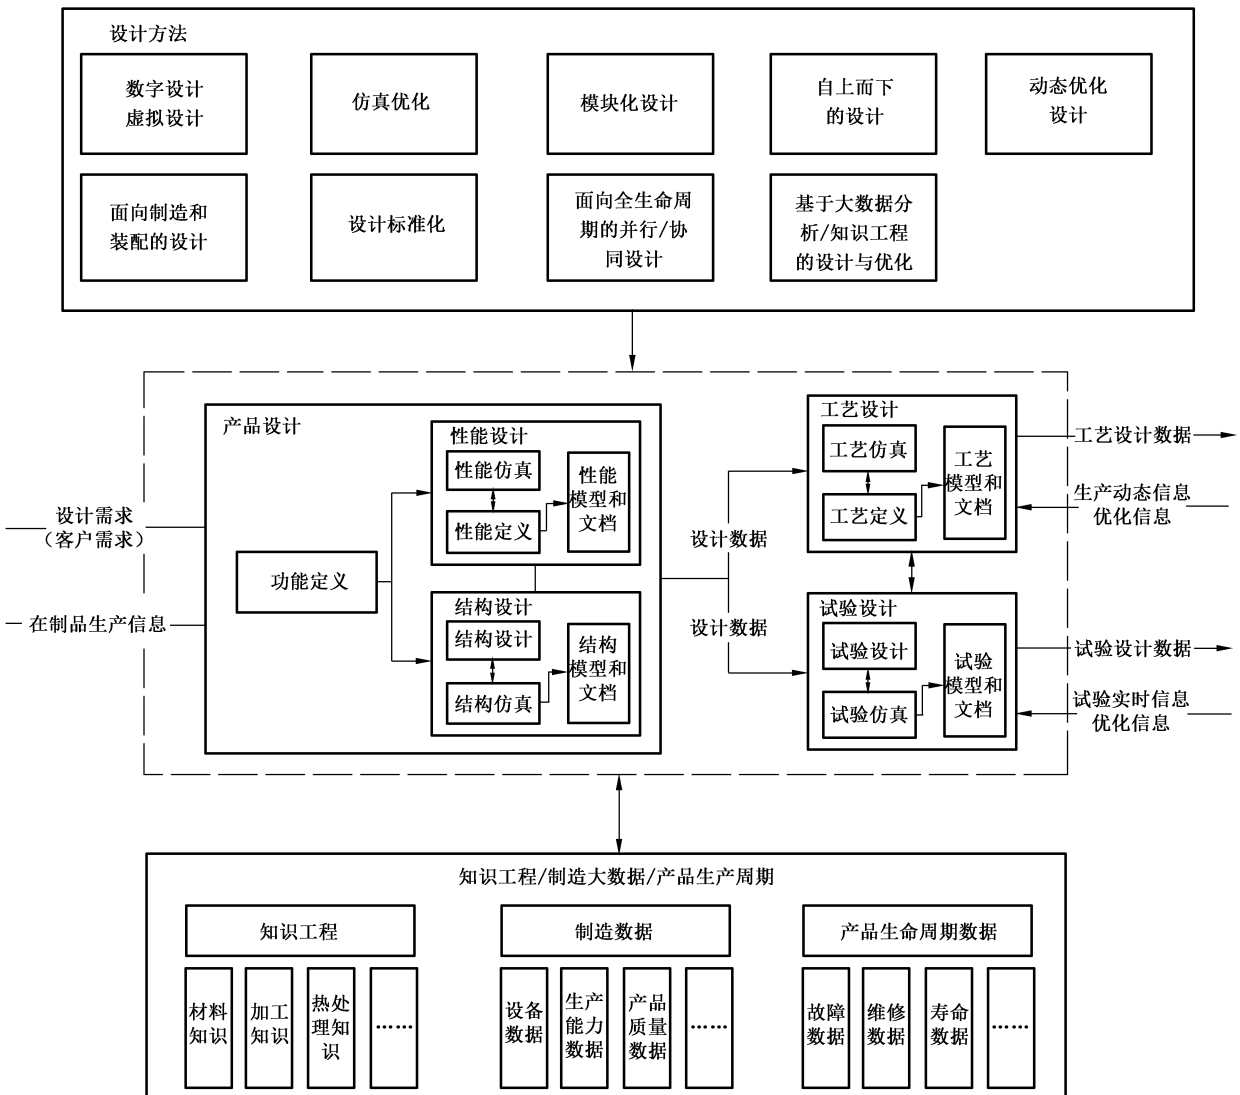 设计方法
数字设计
虚拟设计
仿真优化
模块化设计
自上而下
的设计
动态优化
设计
面向制造和
装配的设计
设计标准化
面向全生命周
期的并行/协
同设计
基于大数据分
析/知识工程
的设计与优化
设计需求
（客户需求）
在制品生产信息
产品设计
功能定义
性能设计
性能仿真
性能定义
性能
模型和
文档
结构设计
结构设计
结构仿真
结构
模型和
文档
设计数据
设计数据
工艺设计
工艺仿真
工艺定义
工艺
模型和
文档
试验设计
试验设计
试验仿真
试验
模型和
文档
工艺设计数据
生产动态信息
优化信息
试验设计数据
试验实时信息
优化信息
知识工程/制造大数据/产品生产周期
知识工程
材料
知识
加工
知识
热处
理知
识
……
制造数据
设备
数据
生产
能力
数据
产品
质量
数据
……
产品生命周期数据
故障
数据
维修
数据
寿命
数据
……